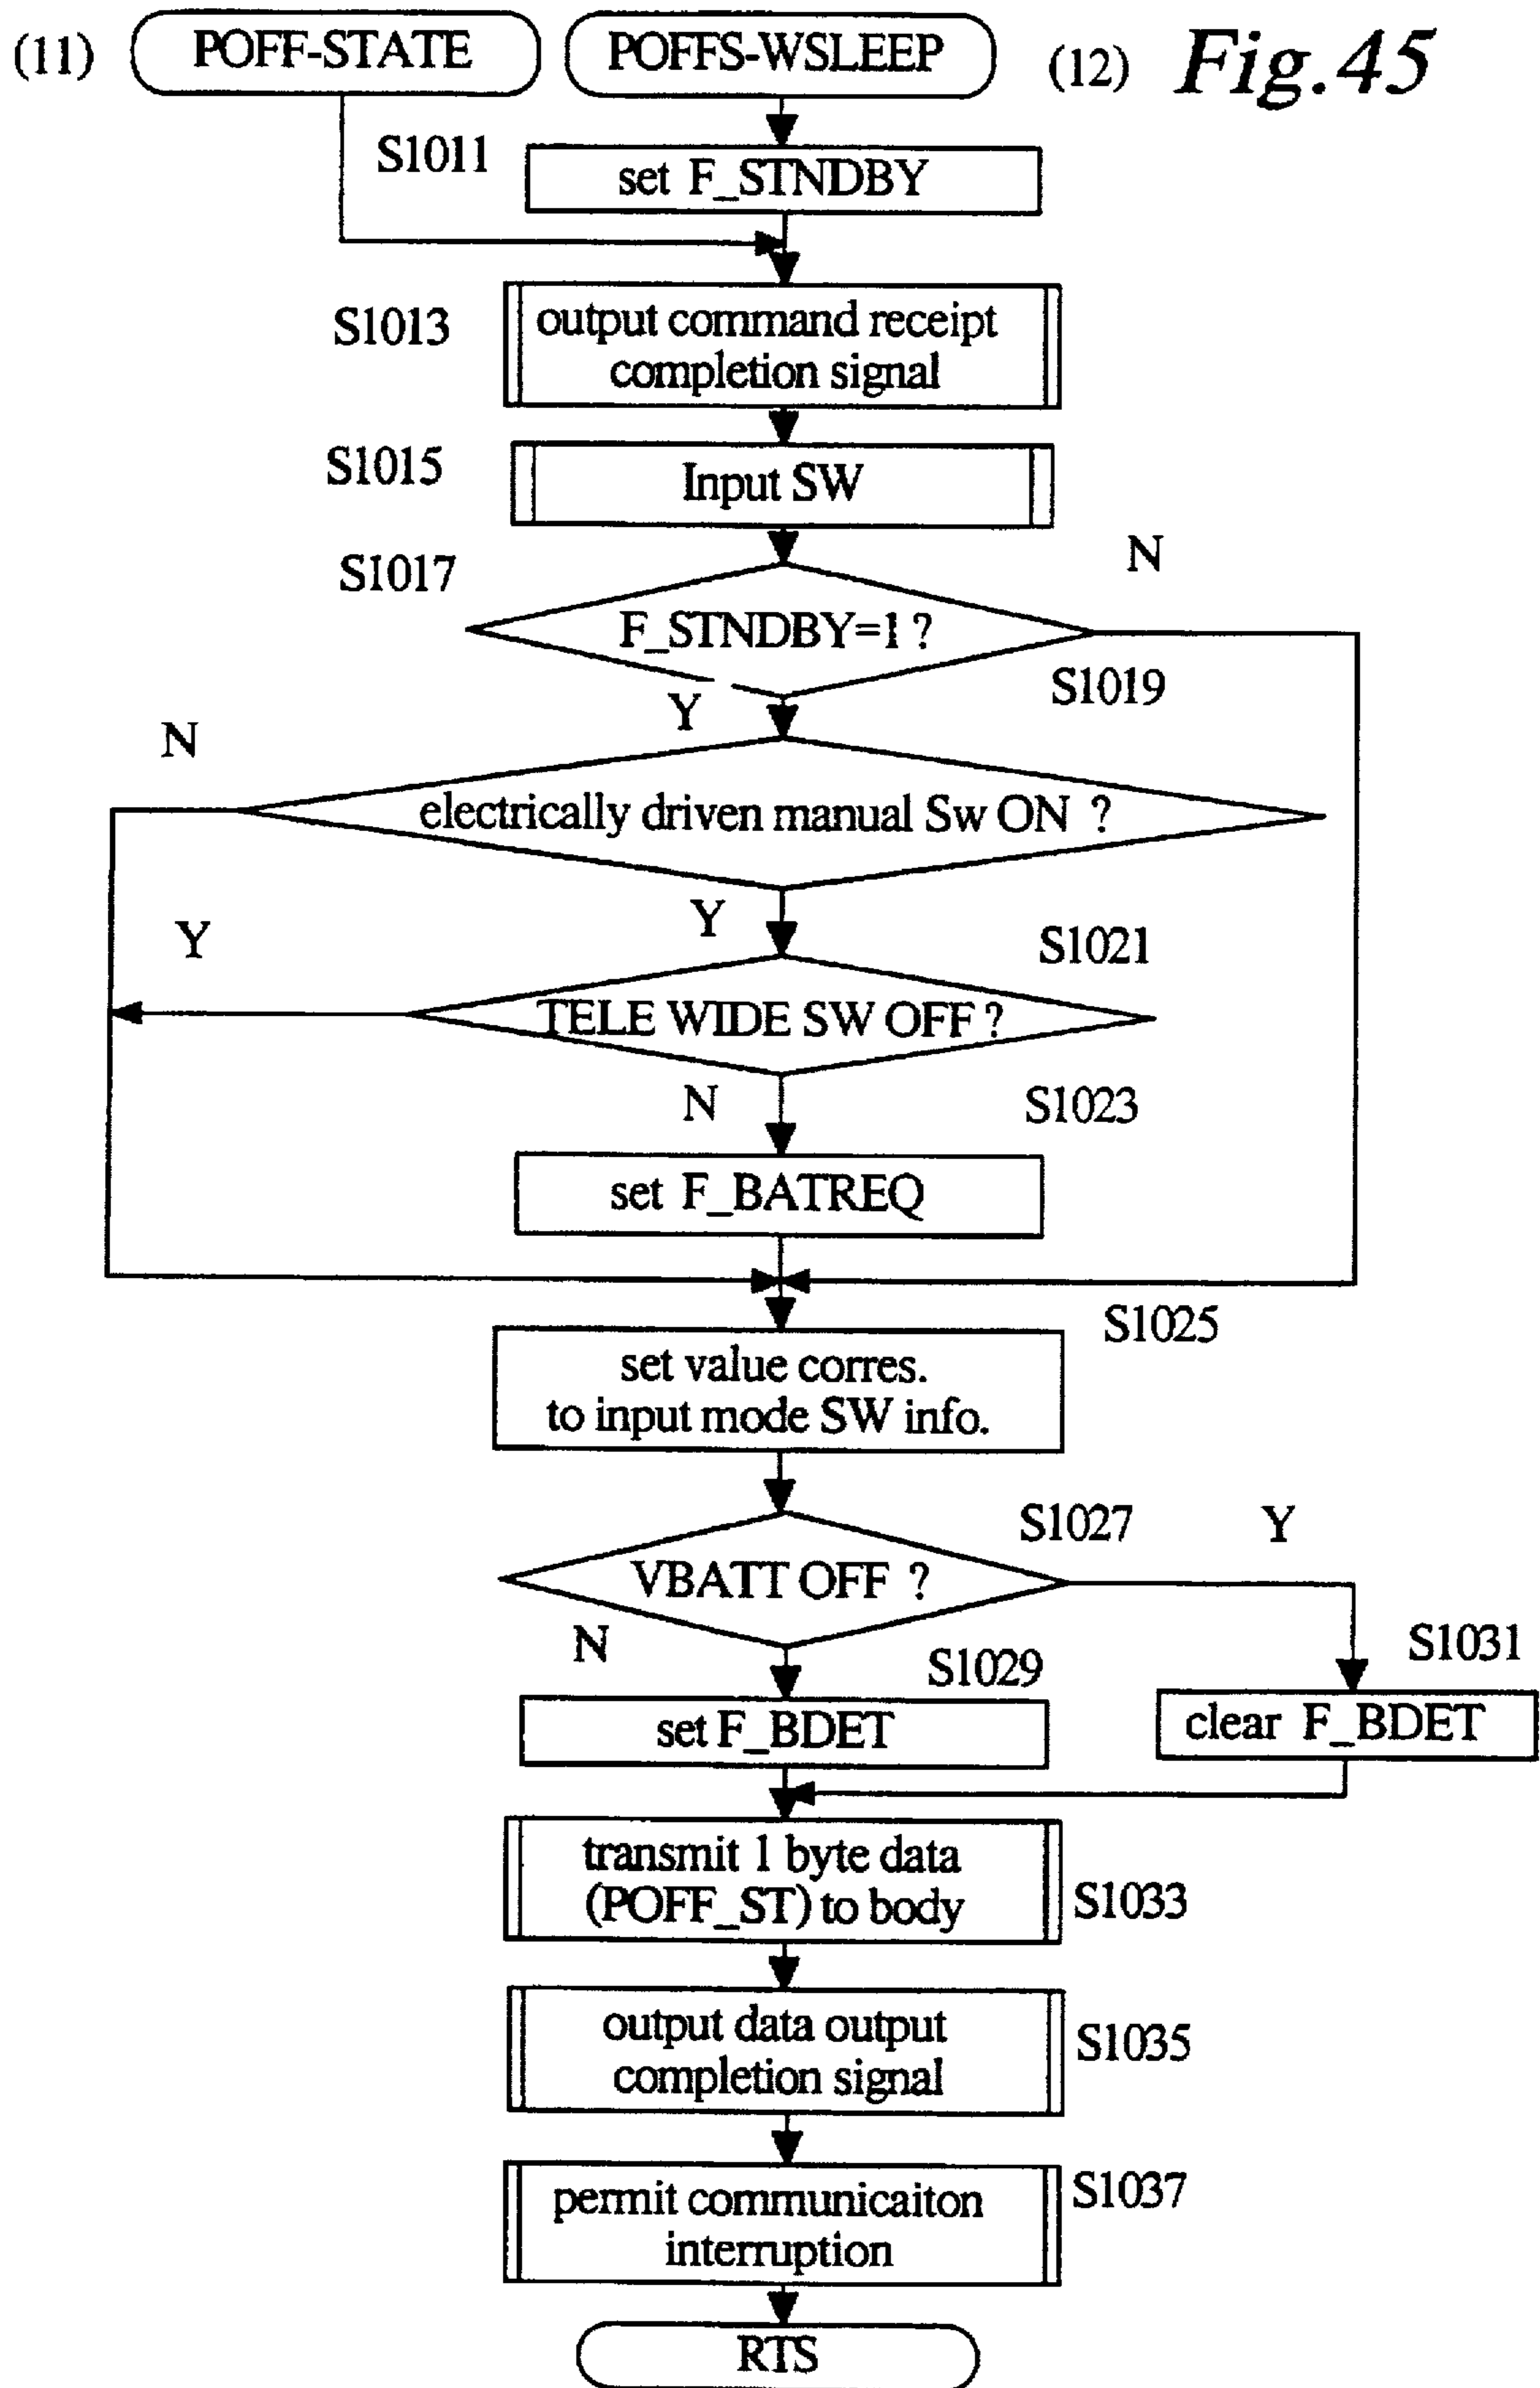 (11)
POFF-STATE
POFFS-WSLEEP
(12)
Fig.45
S1011
set F_STNDBY
S1013
output command receipt
completion signal
S1015
Input SW
S1017
N
F_STNDBY=1 ?
S1019
Y
N
electrically driven manual Sw ON ?
Y
Y
S1021
TELE WIDE SW OFF ?
N
S1023
set F_BATREQ
S1025
set value corres.
to input mode SW info.
S1027
Y
VBATT OFF ?
N
S1029
S1031
set F_BDET
clear F_BDET
transmit 1 byte data
(POFF_ST) to body
S1033
output data output
completion signal
S1035
permit communicaiton
interruption
S1037
RTS